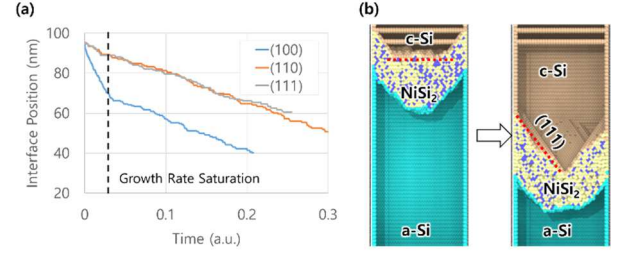 (a)
100
80
60
40
20
Interface Position (nm)
(100)
(110)
(111)
Growth Rate Saturation
0
0.1
0.2
0.3
Time (a.u.)
(b)
c-Si
NiSi₂
a-Si
c-Si
(111)
NiSi₂
a-Si